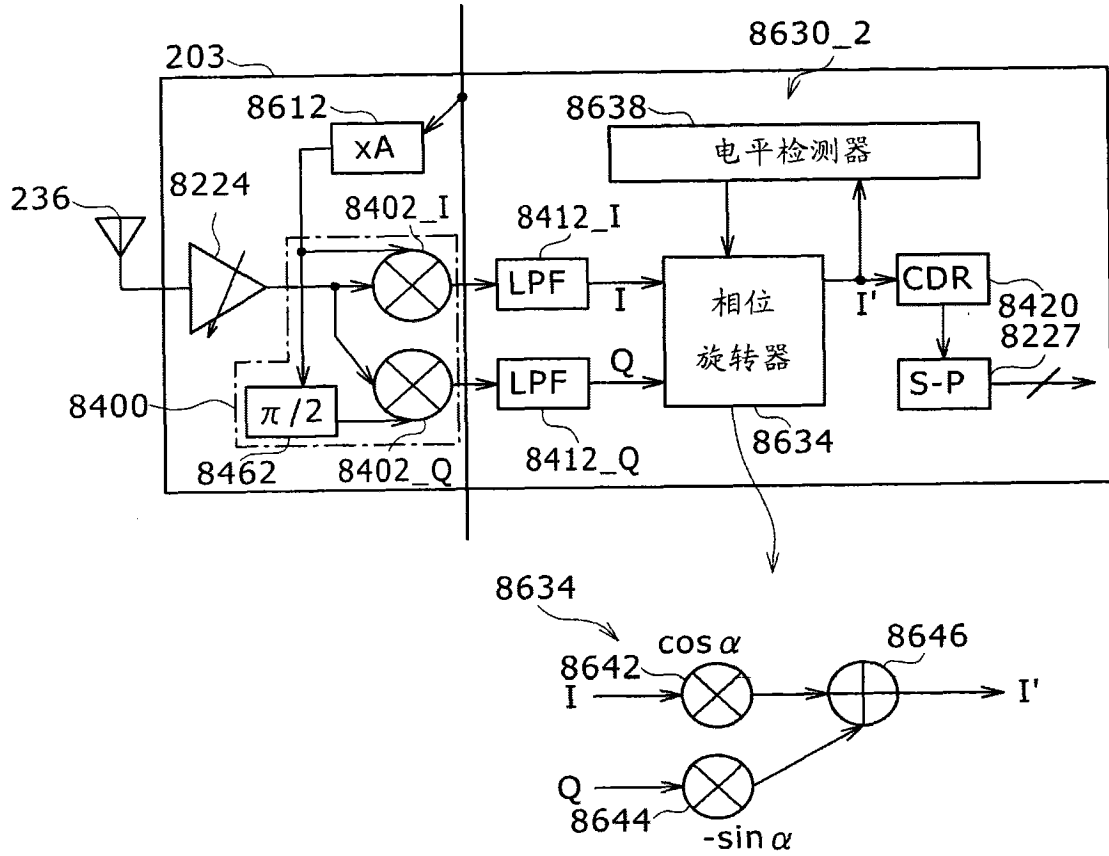 203
8630_2
8612
xA
8638
电平检测器
236
8224
8402_I
8412_I
LPF
I
相位
旋转器
I'
CDR
8420
8227
S-P
Q
LPF
8400
π/2
8462
8402_Q
8412_Q
8634
8634
cosα
8646
8642
I
I'
Q
8644
-sinα